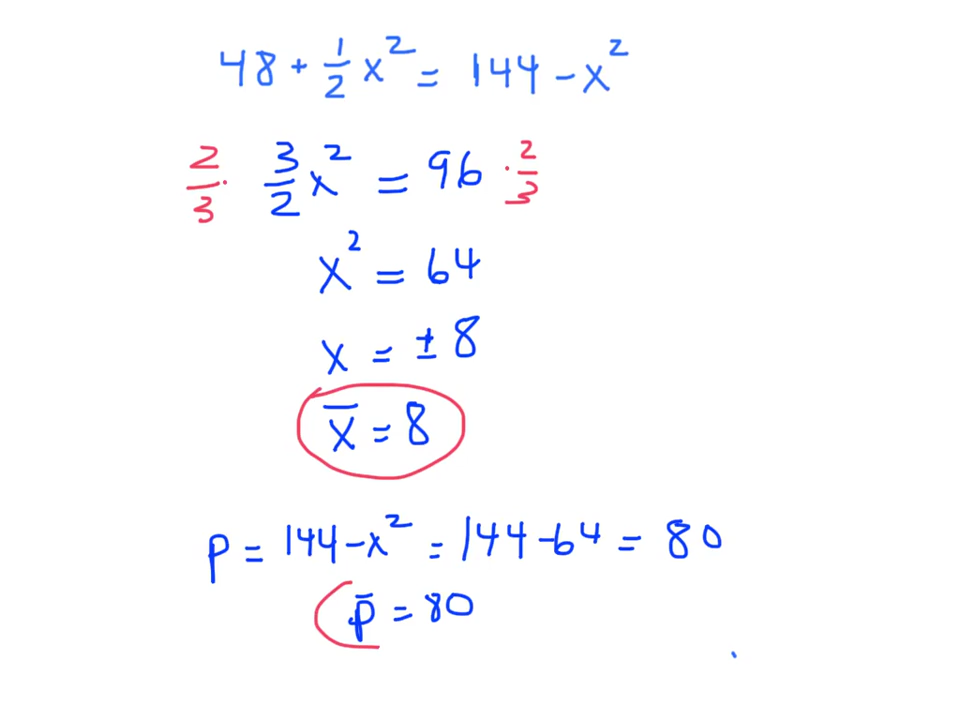 48 + 1/2 x² = 144 - x²
2/3 · 3/2 x² = 96 · 2/3
x² = 64
x = ± 8
x̄ = 8
p = 144 - x² = 144 - 64 = 80
p̄ = 80